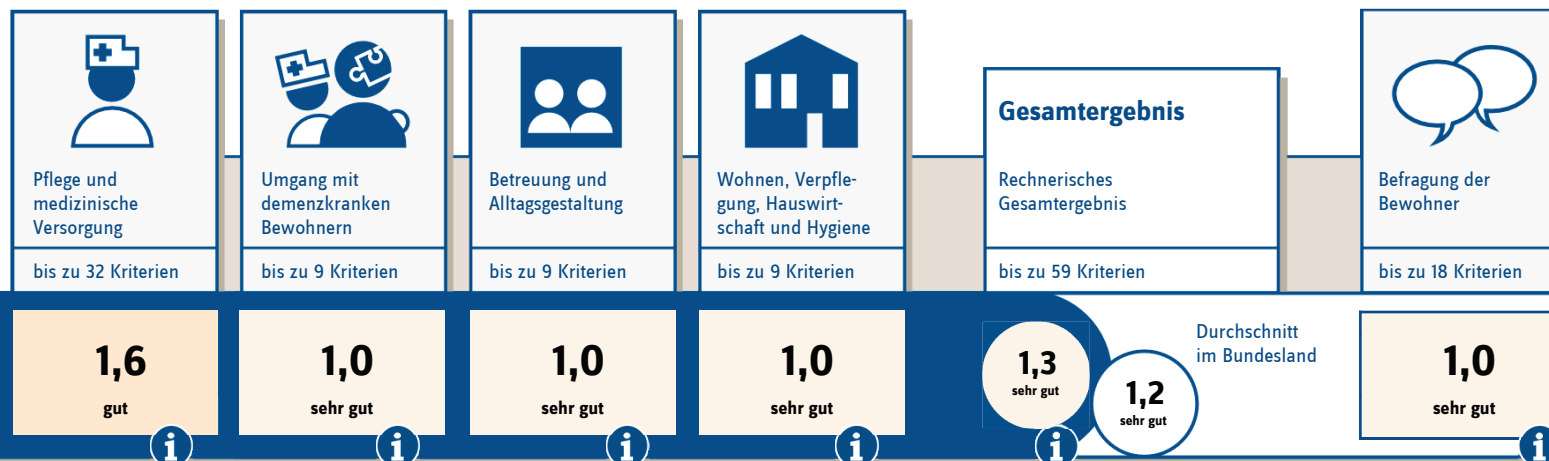 Pflege und
medizinische
Versorgung
bis zu 32 Kriterien
1,6
gut
i
Umgang mit
demenzkranken
Bewohnern
bis zu 9 Kriterien
1,0
sehr gut
i
Betreuung und
Alltagsgestaltung
bis zu 9 Kriterien
1,0
sehr gut
i
Wohnen, Verpfle-
gung, Hauswirt-
schaft und Hygiene
bis zu 9 Kriterien
1,0
sehr gut
i
Gesamtergebnis
Rechnerisches
Gesamtergebnis
bis zu 59 Kriterien
1,3
sehr gut
i
Durchschnitt
im Bundesland
1,2
sehr gut
Befragung der
Bewohner
bis zu 18 Kriterien
1,0
sehr gut
i